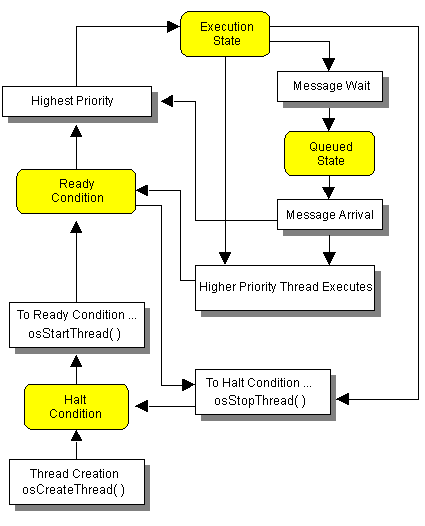 Execution
State
Message Wait
Highest Priority
Queued
State
Ready
Condition
Message Arrival
Higher Priority Thread Executes
To Ready Condition ...
osStartThread( )
To Halt Condition ...
osStopThread( )
Halt
Condition
Thread Creation
osCreateThread( )